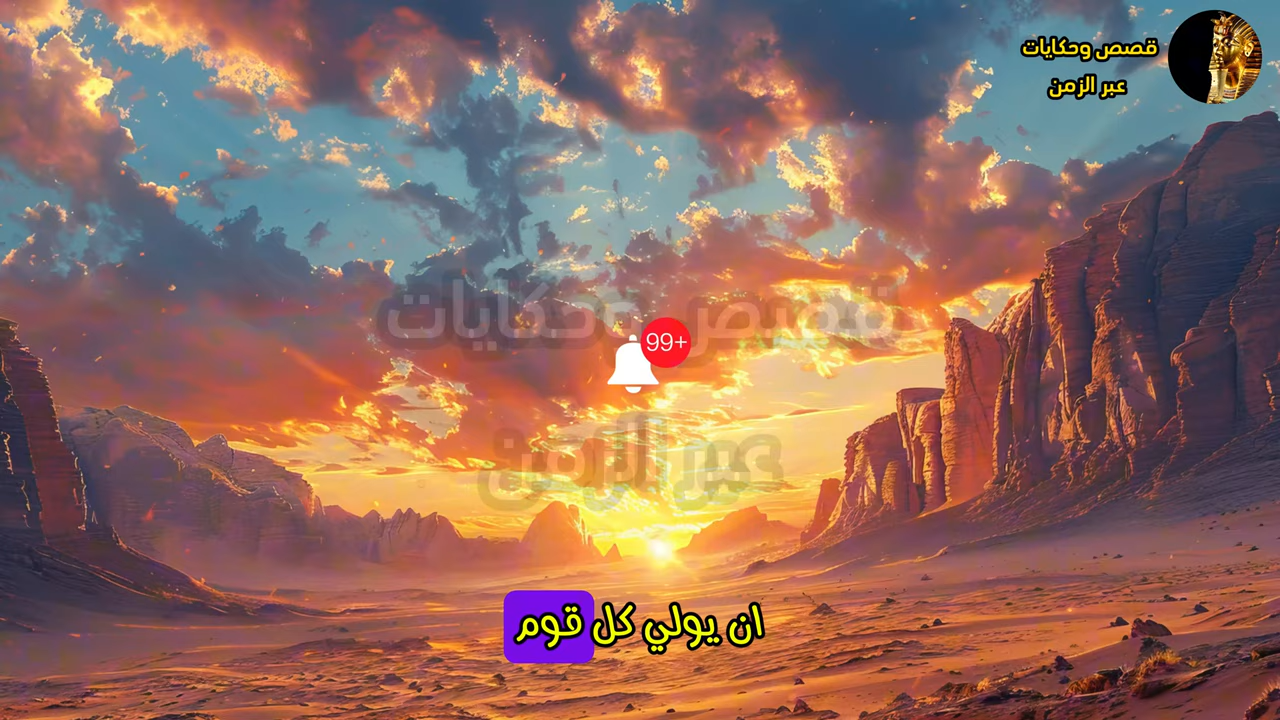 قصص وحكايات
عبر الزمن
قصص وحكايات
99+
عبر الزمن
ان يولي كل قوم